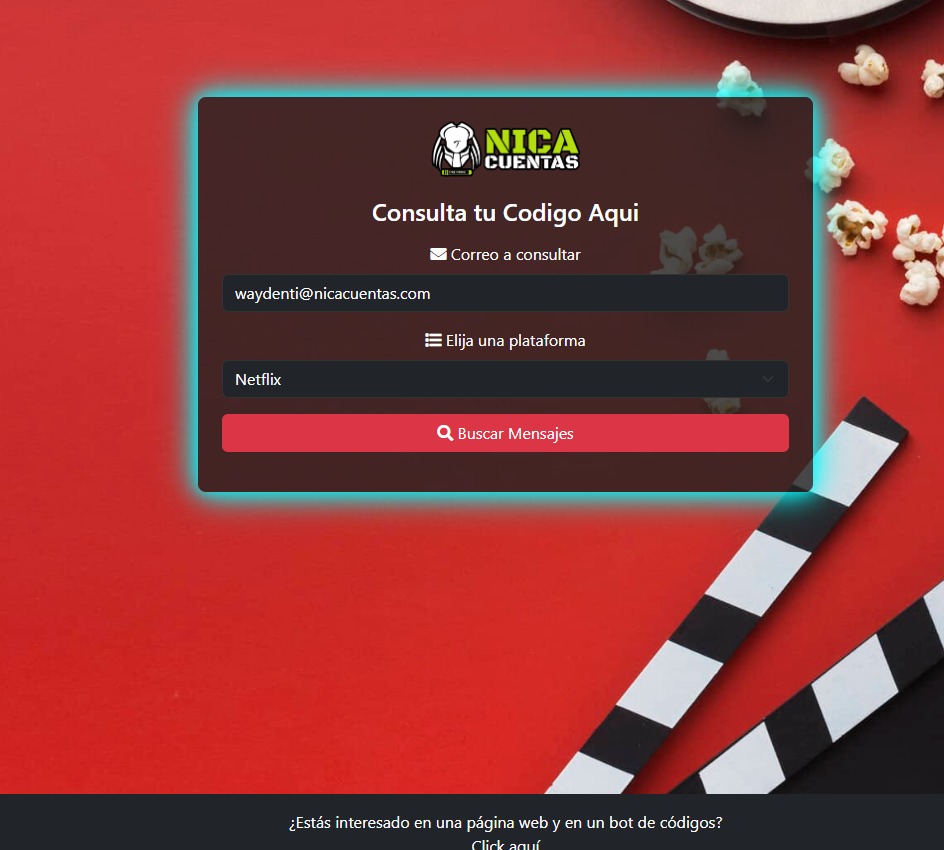 NICA
CUENTAS
Consulta tu Codigo Aqui
Correo a consultar
waydenti@nicacuentas.com
Elija una plataforma
Netflix
Buscar Mensajes
¿Estás interesado en una página web y en un bot de códigos?
Click aquí